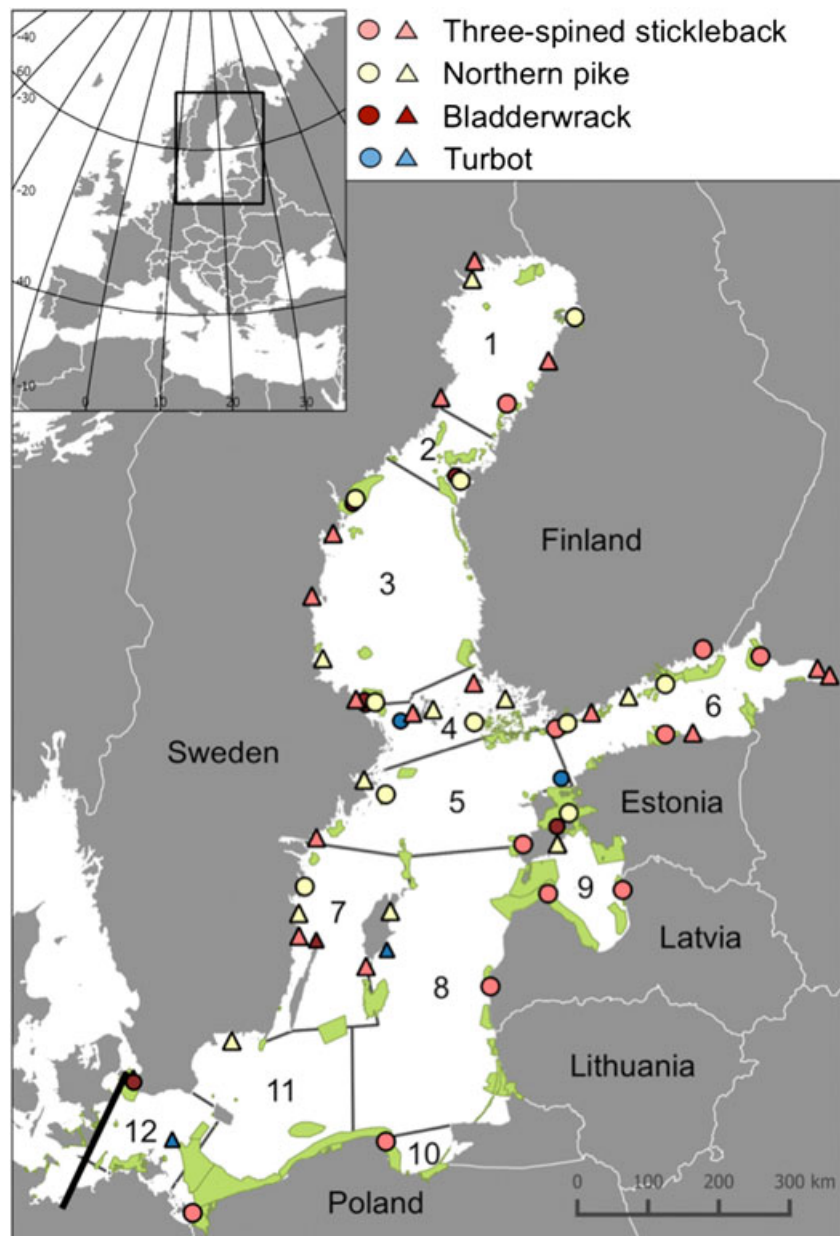 -40
60
-30
-20
-40
-10
0
10
20
30
Three-spined stickleback
Northern pike
Bladderwrack
Turbot
1
2
Finland
3
6
4
Sweden
5
Estonia
9
7
Latvia
8
Lithuania
11
12
10
Poland
0
100
200
300 km